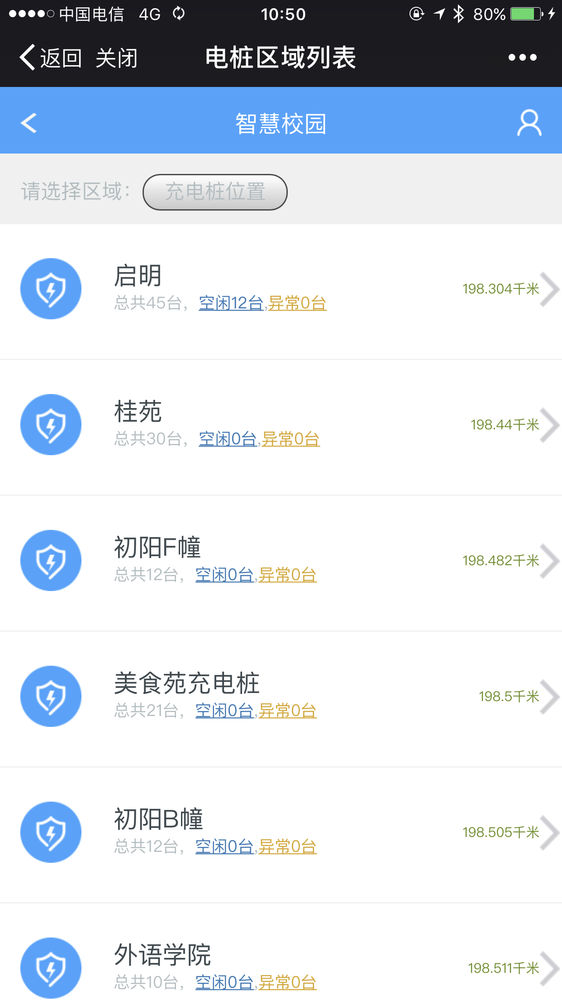 中国电信 4G 10:50 80%
返回 关闭 电桩区域列表
智慧校园
请选择区域： 充电桩位置
启明
198.304千米
总共45台， 空闲12台,异常0台
桂苑
198.44千米
总共30台， 空闲0台,异常0台
初阳F幢
198.482千米
总共12台， 空闲0台,异常0台
美食苑充电桩
198.5千米
总共21台， 空闲0台,异常0台
初阳B幢
198.505千米
总共12台， 空闲0台,异常0台
外语学院
198.511千米
总共10台， 空闲0台,异常0台